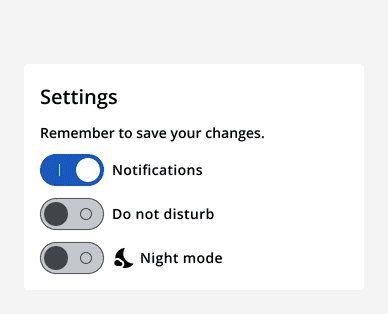 Settings
Remember to save your changes.
Notifications
Do not disturb
Night mode